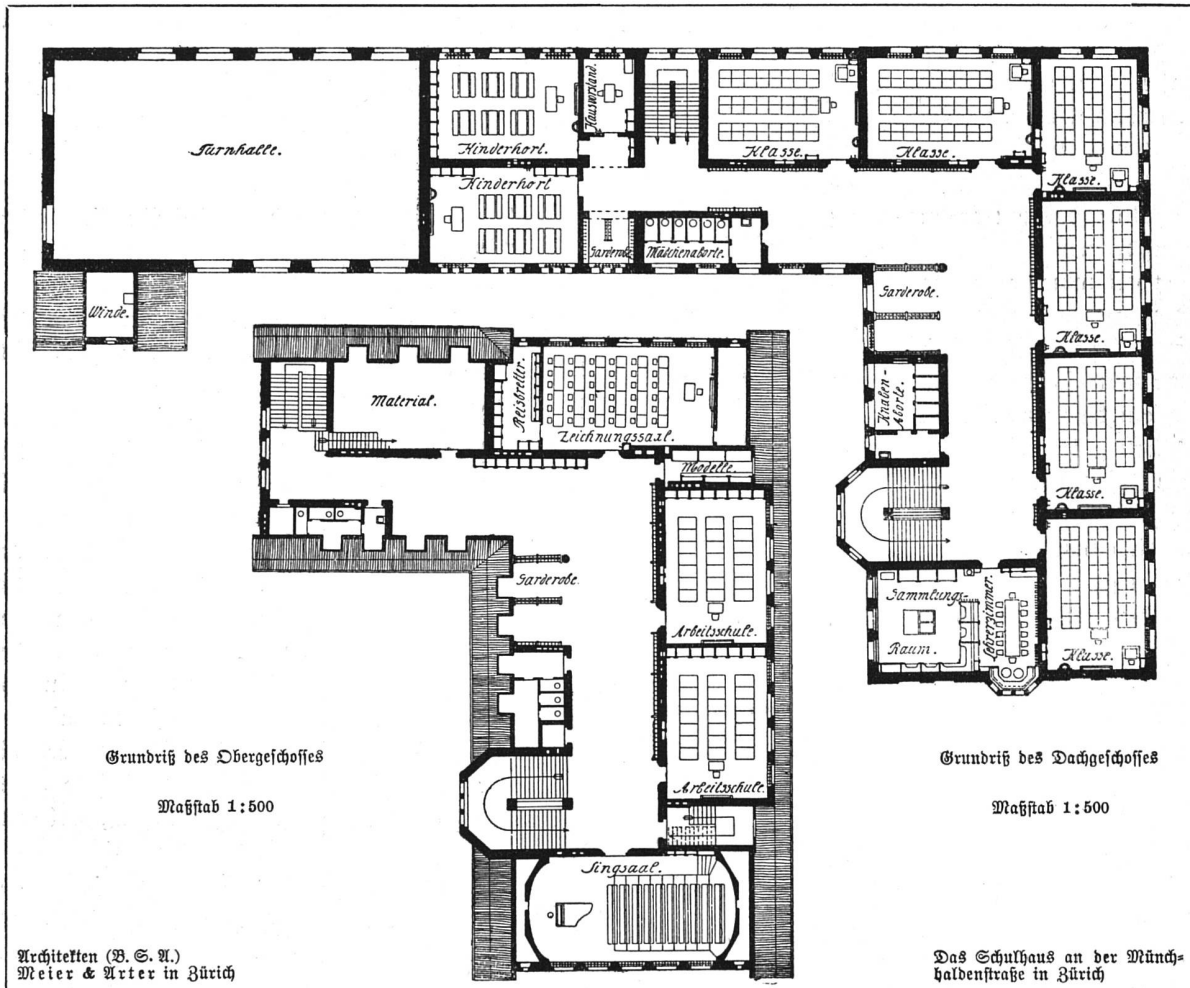 Turnhalle.
Kinderhort.
Hausvorstand.
Klasse.
Klasse.
Klasse.
Kinderhort
Garderobe
Mädchenaborte.
Garderobe.
Klasse.
Winde.
Knaben-
Aborte.
Klasse.
Sammlungs-
Raum.
Lehrerzimmer.
Klasse.
Material.
Reisbretter.
Zeichnungssaal.
Modelle.
Garderobe.
Arbeitsschule.
Arbeitsschule.
Singsaal.
Grundriß des Obergeschosses
Maßstab 1:500
Grundriß des Dachgeschosses
Maßstab 1:500
Architekten (B. S. A.)
Meier & Arter in Zürich
Das Schulhaus an der Münch-
haldenstraße in Zürich